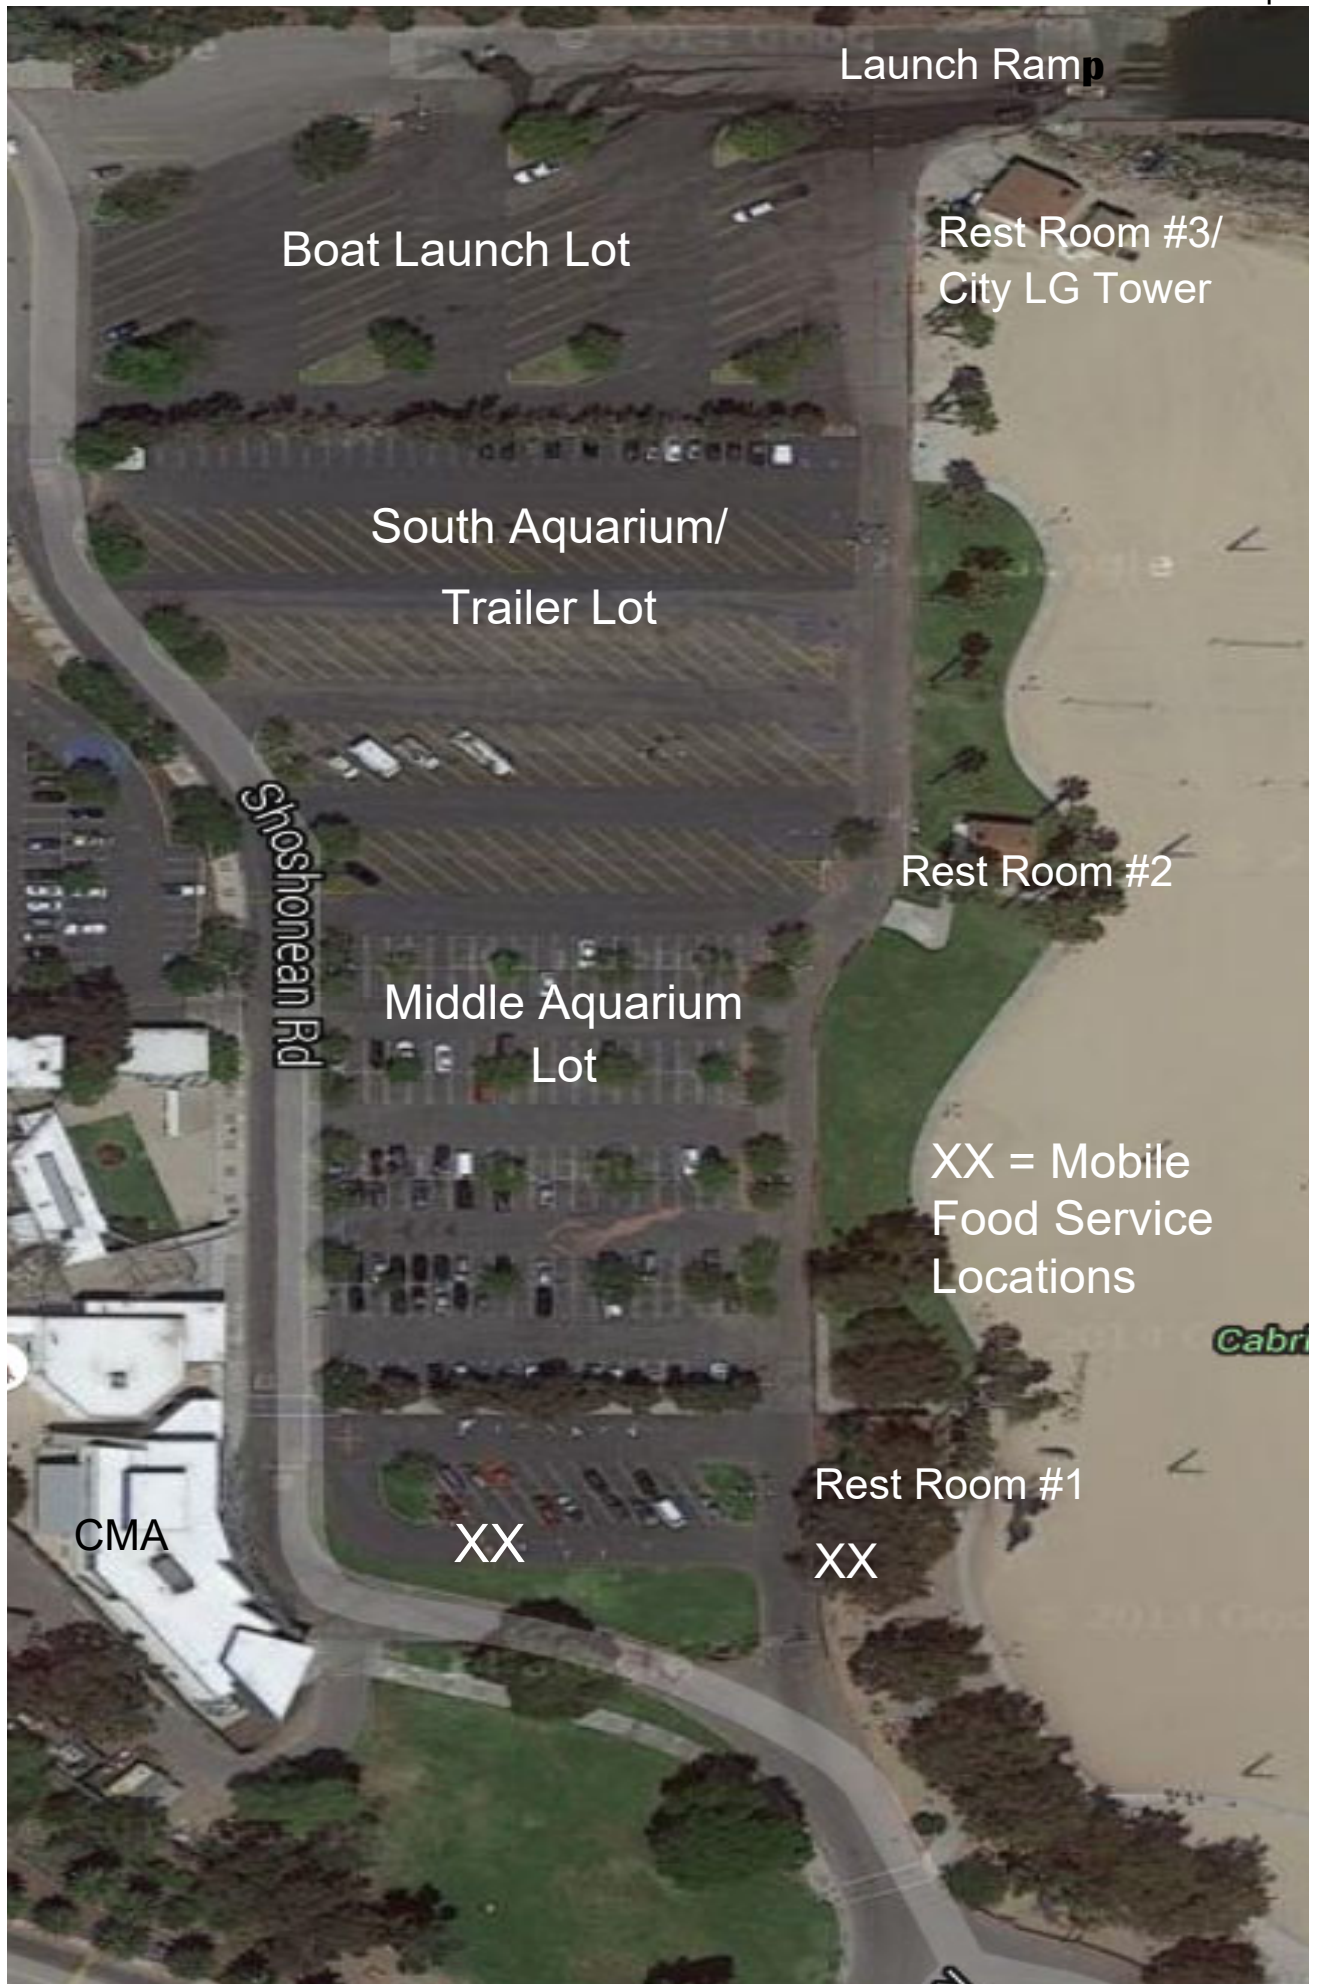 Launch Ramp
Rest Room #3/
City LG Tower
Boat Launch Lot
South Aquarium/
Trailer Lot
Shoshonean Rd
Rest Room #2
Middle Aquarium
Lot
XX = Mobile
Food Service
Locations
Cabri
Rest Room #1
XX
XX
CMA